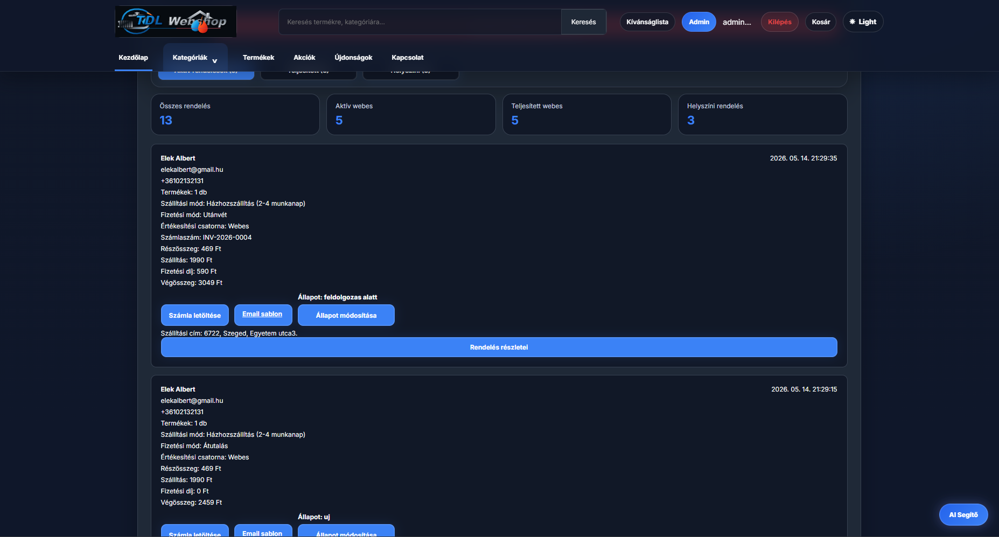 TDL Webshop
Keresés termékre, kategóriára...
Keresés
Kívánságlista
Admin
admin...
Kilépés
Kosár
Light
Kezdőlap
Kategóriák
Termékek
Akciók
Újdonságok
Kapcsolat
Összes rendelés
13
Aktív webes
5
Teljesített webes
5
Helyszíni rendelés
3
Elek Albert
2026. 05. 14. 21:29:35
elekalbert@gmail.hu
+36102132131
Termékek: 1 db
Szállítási mód: Házhozszállítás (2-4 munkanap)
Fizetési mód: Utánvét
Értékesítési csatorna: Webes
Számlaszám: INV-2026-0004
Részösszeg: 469 Ft
Szállítás: 1990 Ft
Fizetési díj: 590 Ft
Végösszeg: 3049 Ft
Állapot: feldolgozas alatt
Számla letöltése
Email sablon
Állapot módosítása
Szállítási cím: 6722, Szeged, Egyetem utca3.
Rendelés részletei
Elek Albert
2026. 05. 14. 21:29:15
elekalbert@gmail.hu
+36102132131
Termékek: 1 db
Szállítási mód: Házhozszállítás (2-4 munkanap)
Fizetési mód: Átutalás
Értékesítési csatorna: Webes
Részösszeg: 469 Ft
Szállítás: 1990 Ft
Fizetési díj: 0 Ft
Végösszeg: 2459 Ft
Állapot: uj
Számla letöltése
Email sablon
Állapot módosítása
AI Segítő